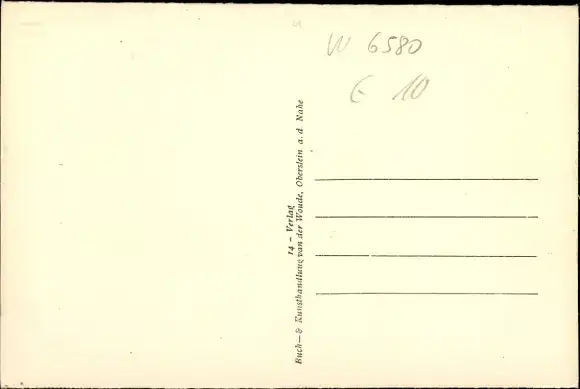 W 6580
€ 10
14 - Verlag
Buch-& Kunsthandlung van der Woude, Oberstein a. d. Nahe